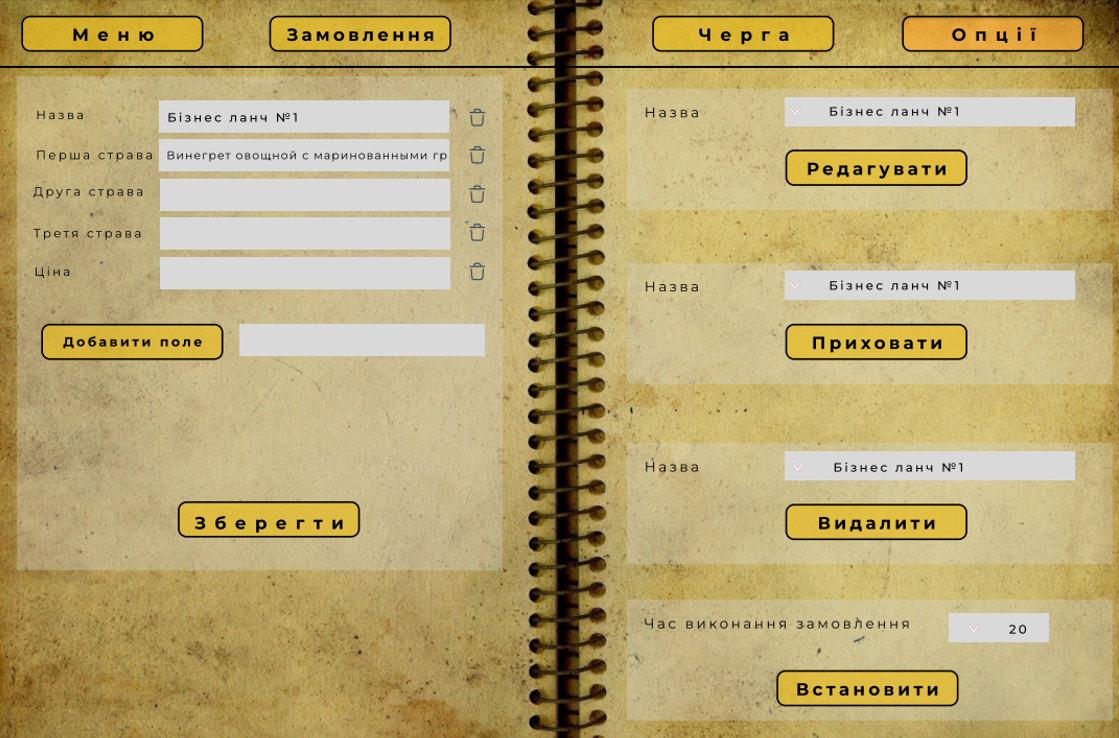 Меню
Замовлення
Черга
Опції
Назва
Бізнес ланч №1
Перша страва
Винегрет овощной с маринованными гр
Друга страва
Третя страва
Ціна
Добавити поле
Зберегти
Назва
Бізнес ланч №1
Редагувати
Назва
Бізнес ланч №1
Приховати
Назва
Бізнес ланч №1
Видалити
Час виконання замовлення
20
Встановити